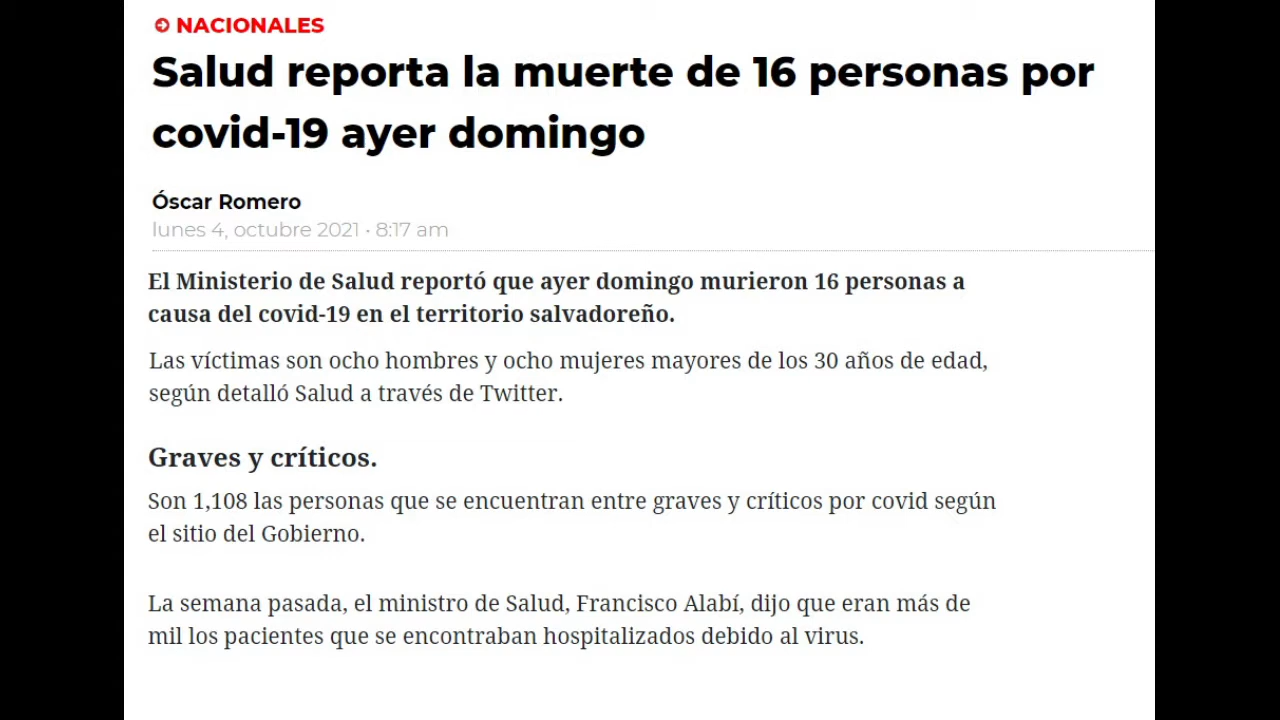 NACIONALES
Salud reporta la muerte de 16 personas por
covid-19 ayer domingo
Óscar Romero
lunes 4, octubre 2021 • 8:17 am
El Ministerio de Salud reportó que ayer domingo murieron 16 personas a
causa del covid-19 en el territorio salvadoreño.
Las víctimas son ocho hombres y ocho mujeres mayores de los 30 años de edad,
según detalló Salud a través de Twitter.
Graves y críticos.
Son 1,108 las personas que se encuentran entre graves y críticos por covid según
el sitio del Gobierno.
La semana pasada, el ministro de Salud, Francisco Alabí, dijo que eran más de
mil los pacientes que se encontraban hospitalizados debido al virus.